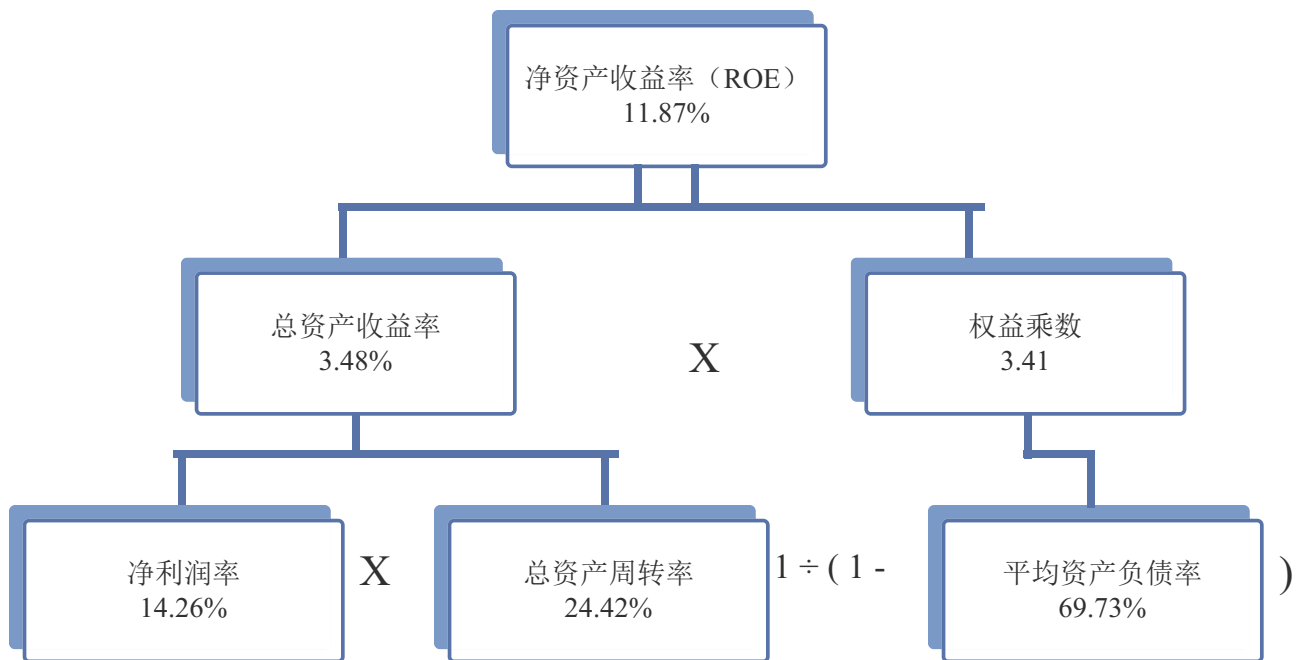 净资产收益率（ROE）
11.87%
总资产收益率
3.48%
X
权益乘数
3.41
净利润率
14.26%
X
总资产周转率
24.42%
1 ÷ ( 1 -
平均资产负债率
69.73%
)